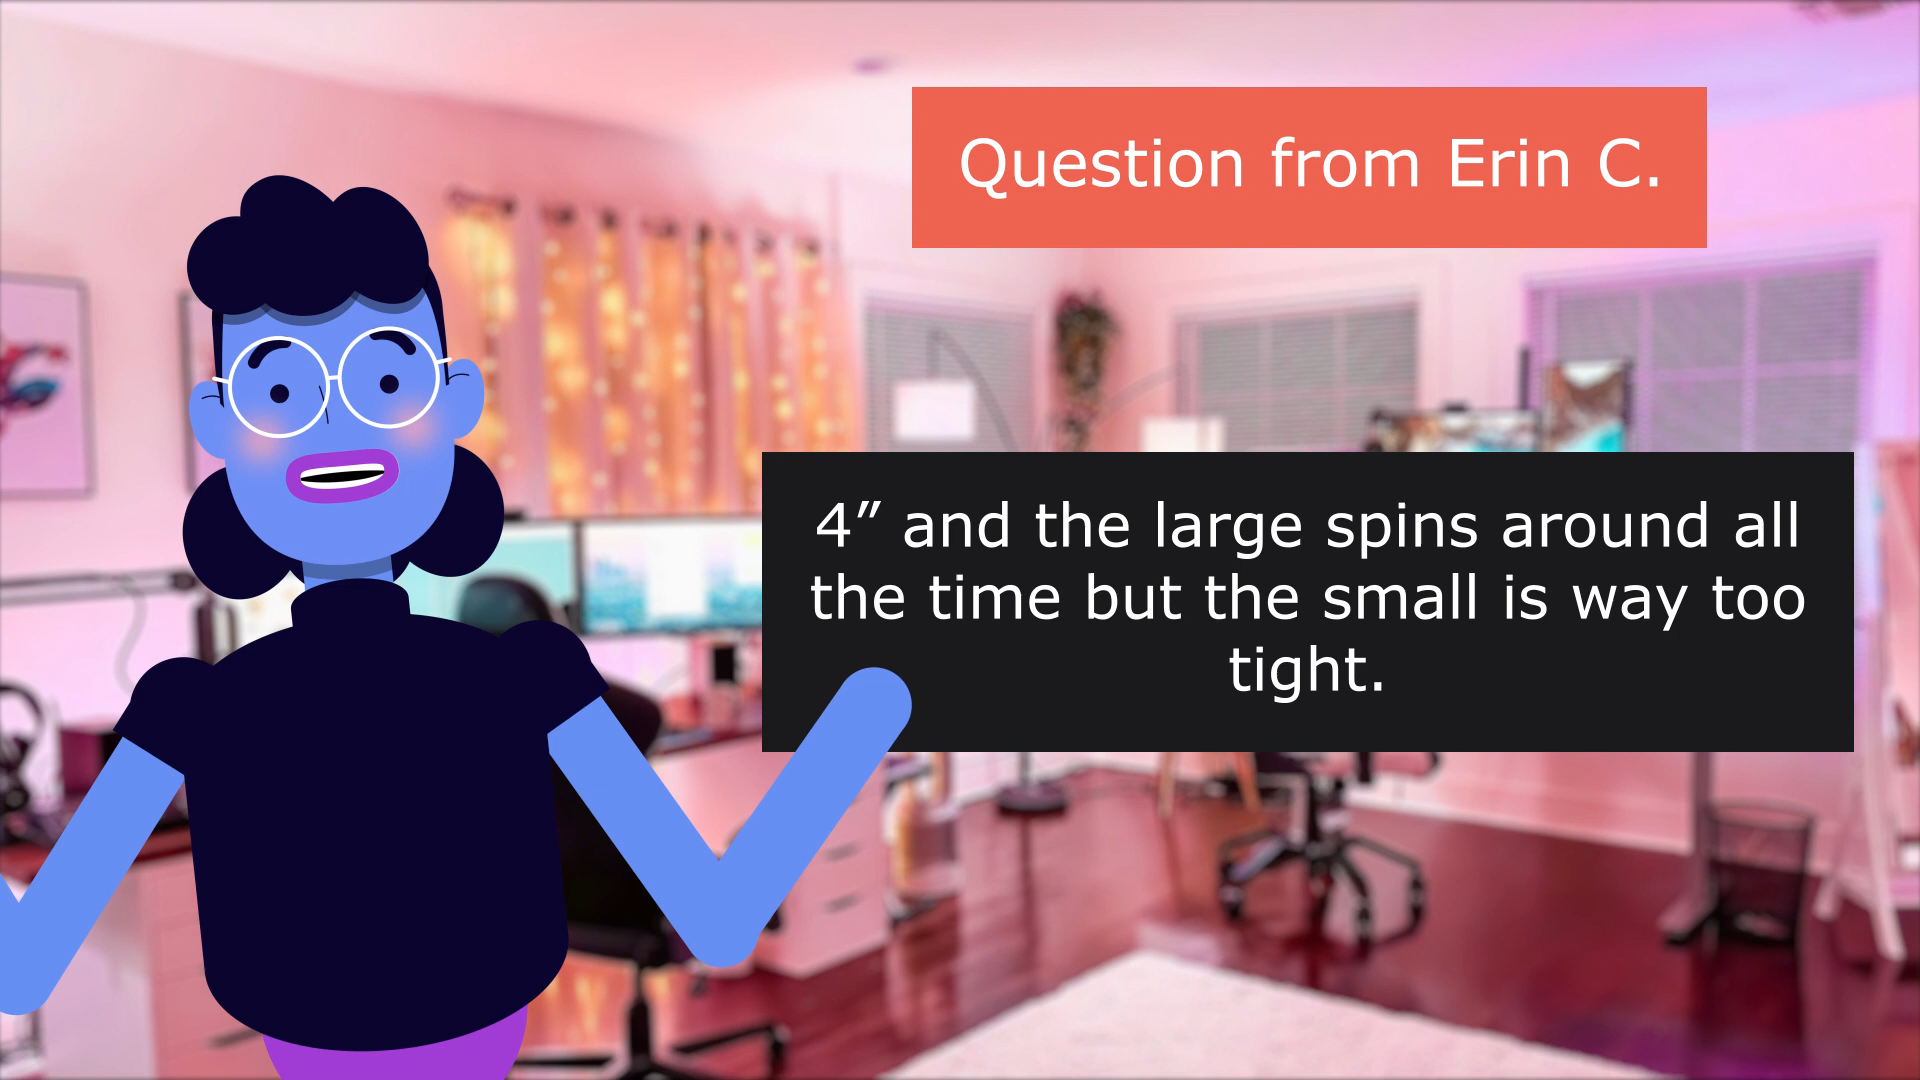 Question from Erin C.
4” and the large spins around all
the time but the small is way too
tight.